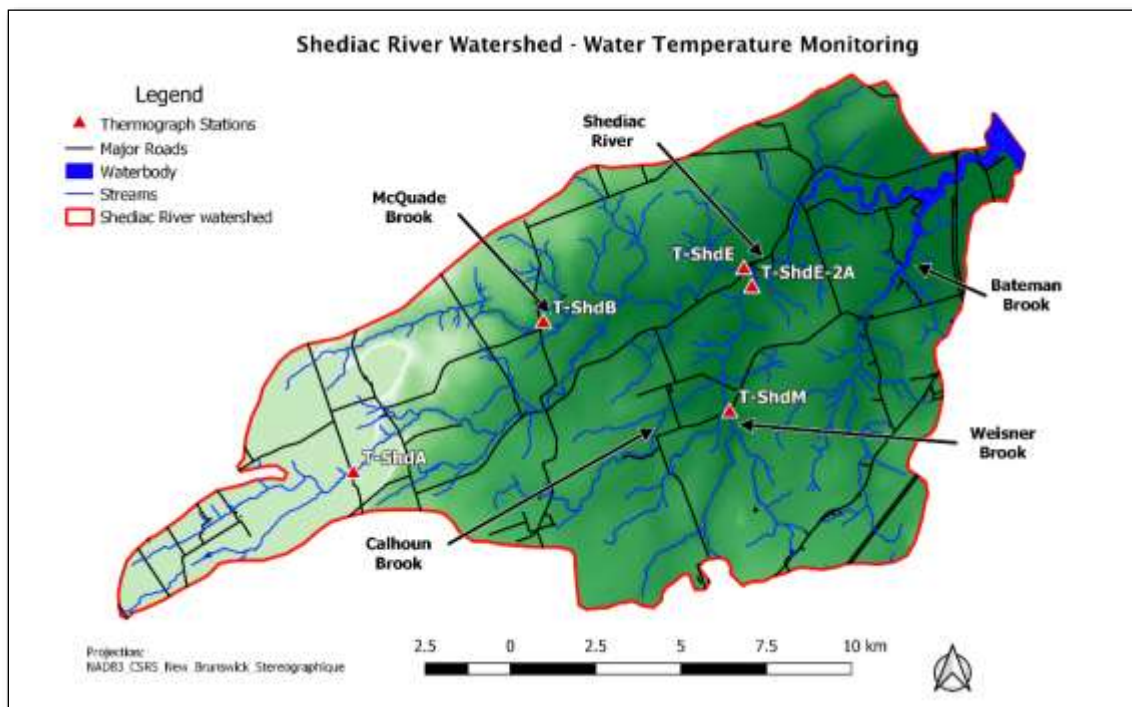 Shediac River Watershed - Water Temperature Monitoring
Legend
Thermograph Stations
Major Roads
Waterbody
Streams
Shediac River watershed
Shediac
River
McQuade
Brook
T-ShdE
T-ShdE-2A
Bateman
Brook
T-ShdB
T-ShdM
Weisner
Brook
T-ShdA
Calhoun
Brook
Projection:
NAD83 CSRS New Brunswick Stereographique
2.5 0 2.5 5 7.5 10 km